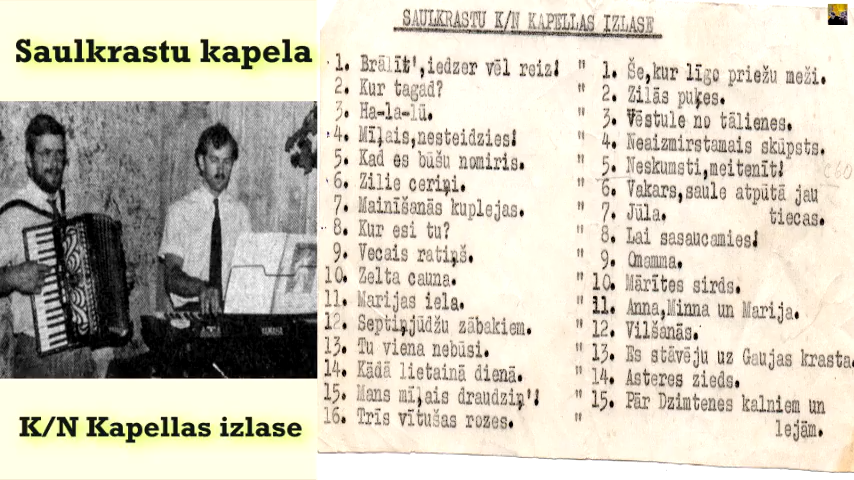 Saulkrastu kapela
K/N Kapellas izlase
SAULKRASTU K/N KAPELLAS IZLASE
1. Brālīt',iedzer vēl reiz!
2. Kur tagad?
3. Ha-la-lū.
4. Mīļais,nesteidzies!
5. Kad es būšu nomiris.
6. Zilie ceriņi.
7. Mainīšanās kuplejas.
8. Kur esi tu?
9. Vecais ratiņš.
10. Zelta cauna.
11. Marijas iela.
12. Septiņjūdžu zābakiem.
13. Tu viena nebūsi.
14. Kādā lietainā dienā.
15. Mans mīļais draudziņ'!
16. Trīs vītušas rozes.
" 1. Še,kur līgo priežu meži.
" 2. Zilās puķes.
" 3. Vēstule no tālienes.
" 4. Neaizmirstamais skūpsts.
" 5. Neskumsti,meitenīt!
" 6. Vakars,saule atpūtā jau
tiecas.
" 7. Jūla.
" 8. Lai sasaucamies!
" 9. Omamma.
" 10. Mārītes sirds.
" 11. Anna,Minna un Marija.
" 12. Vilšanās.
" 13. Es stāvēju uz Gaujas krasta.
" 14. Asteres zieds.
" 15. Pār Dzimtenes kalniem un
lejām.